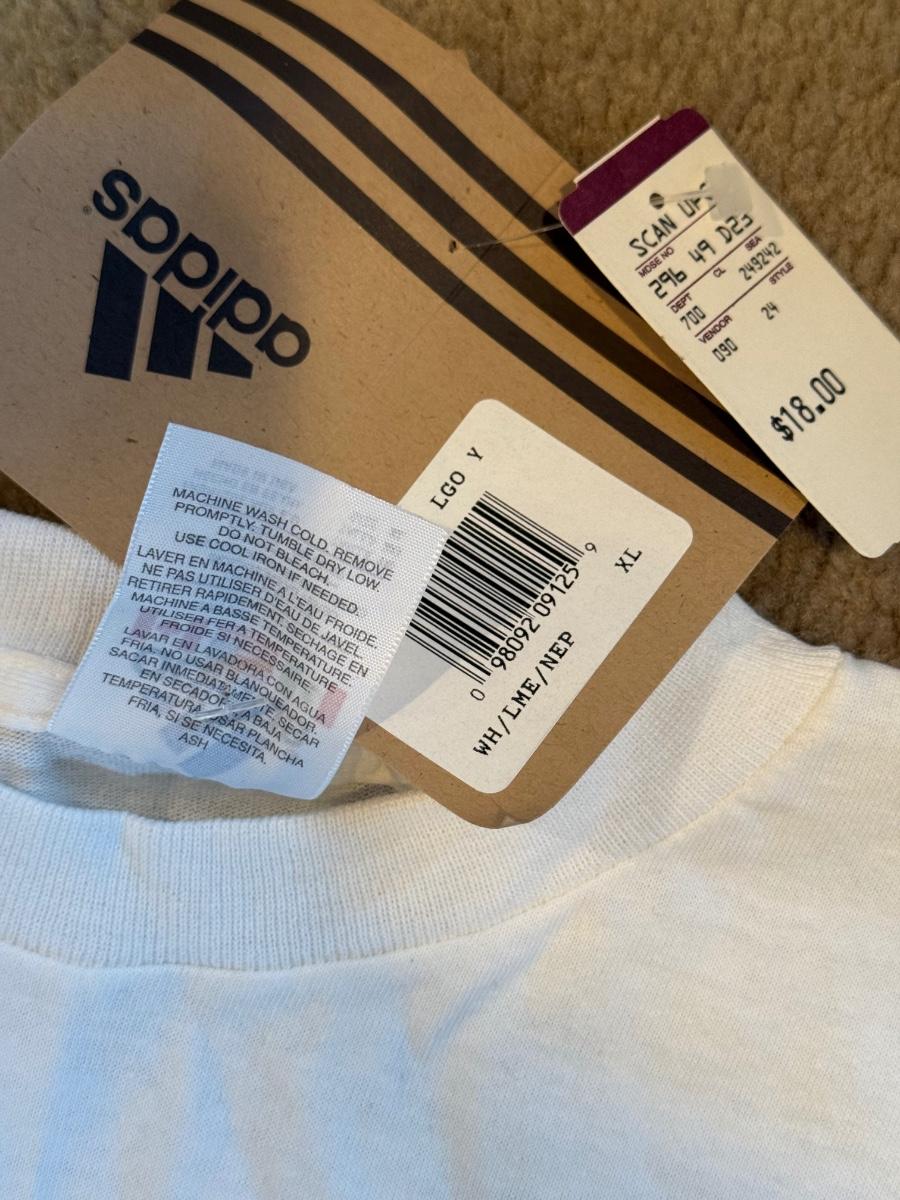 adidas
SCAN UPC
MDSE NO CL SEA
296 49 D23
DEPT STYLE
700 249242
VENDOR 24
090
$18.00
LGO Y
0 98092 09125 9
XL
WH/LME/NEP
MACHINE WASH COLD. REMOVE
PROMPTLY. TUMBLE DRY LOW.
DO NOT BLEACH.
USE COOL IRON IF NEEDED.
LAVER EN MACHINE A L'EAU FROIDE.
NE PAS UTILISER D'EAU DE JAVEL.
RETIRER RAPIDEMENT. SECHAGE EN
MACHINE A BASSE TEMPERATURE.
UTILISER FER A TEMPERATURE
FROIDE SI NECESSAIRE.
LAVAR EN LAVADORA CON AGUA
FRIA. NO USAR BLANQUEADOR.
SACAR INMEDIATAMENTE. SECAR
EN SECADORA A BAJA
TEMPERATURA. USAR PLANCHA
FRIA, SI SE NECESITA.
ASH